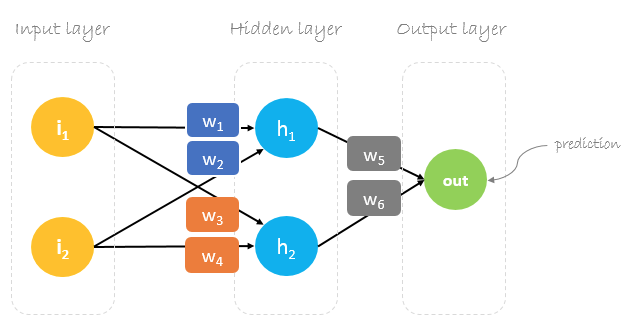 Input layer
Hidden layer
Output layer
i1
w1
h1
w2
w5
prediction
out
w6
w3
i2
w4
h2